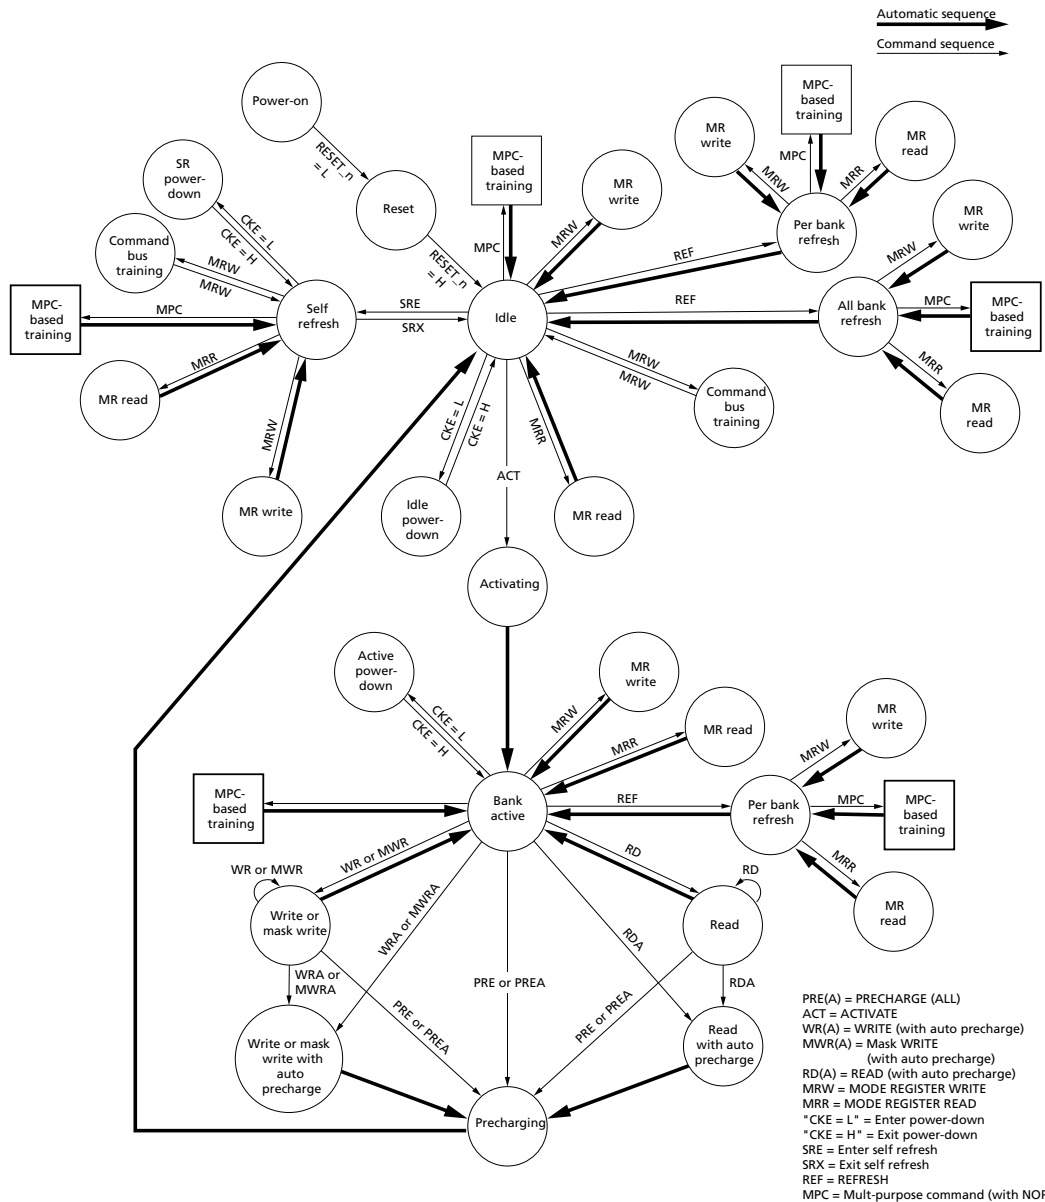 Automatic sequence
Command sequence
Power-on
RESET_n
= L
Reset
RESET_n
= H
SR
power-
down
CKE = L
CKE = H
Command
bus
training
MRW
MRW
MPC-
based
training
MPC
Self
refresh
MRR
MR read
MRW
MR write
SRE
SRX
Idle
MPC-
based
training
MPC
MR
write
MRW
MR
write
MRW
MPC-
based
training
MPC
MR
read
MRR
Per bank
refresh
REF
MR
write
MRW
REF
All bank
refresh
MPC
MPC-
based
training
MRR
MR
read
MRW
MRW
Command
bus
training
CKE = L
CKE = H
Idle
power-
down
ACT
MRR
MR read
Activating
Active
power-
down
CKE = L
CKE = H
MR
write
MRW
MR read
MRR
MPC-
based
training
Bank
active
REF
Per bank
refresh
MR
write
MRW
MPC
MPC-
based
training
MRR
MR
read
WR or MWR
WR or MWR
Write or
mask write
WRA or MWRA
RD
RD
Read
RDA
WRA or
MWRA
PRE or PREA
PRE or PREA
PRE or PREA
RDA
Write or mask
write with
auto
precharge
Read
with auto
precharge
Precharging
PRE(A) = PRECHARGE (ALL)
ACT = ACTIVATE
WR(A) = WRITE (with auto precharge)
MWR(A) = Mask WRITE
(with auto precharge)
RD(A) = READ (with auto precharge)
MRW = MODE REGISTER WRITE
MRR = MODE REGISTER READ
"CKE = L" = Enter power-down
"CKE = H" = Exit power-down
SRE = Enter self refresh
SRX = Exit self refresh
REF = REFRESH
MPC = Mult-purpose command (with NOP